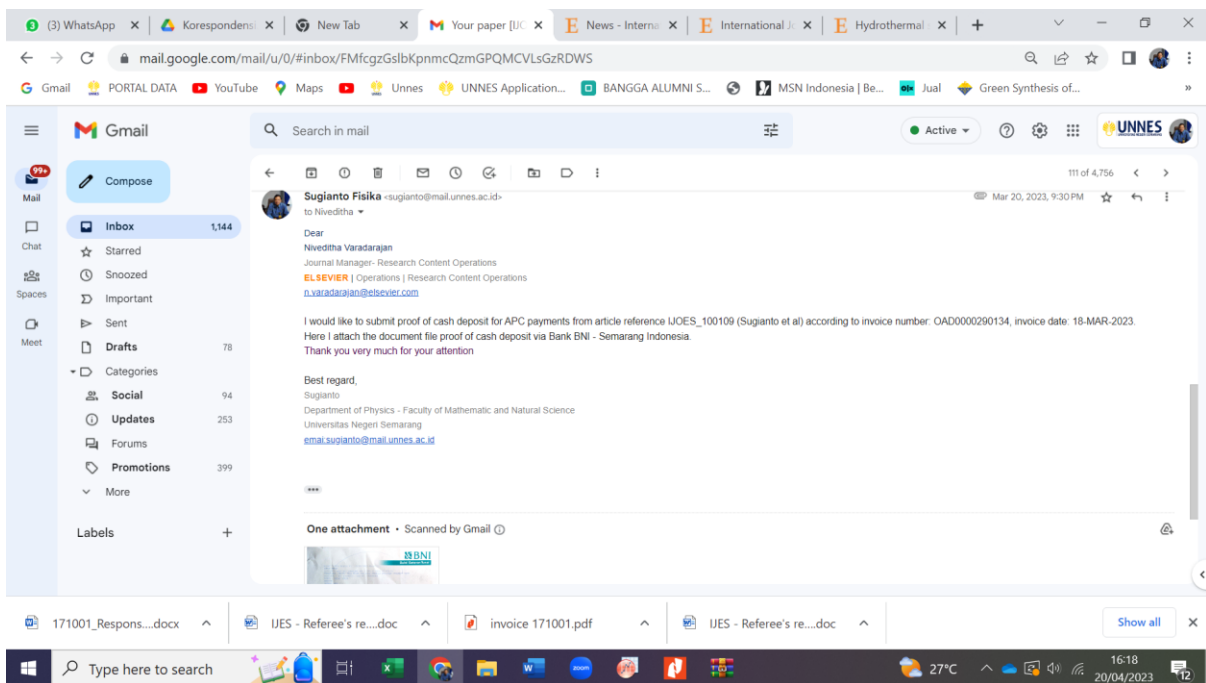 (3) WhatsApp
Korespondensi
New Tab
Your paper [IJO
News - Interna
International Jo
Hydrothermal
mail.google.com/mail/u/0/#inbox/FMfcgzGslbKpnmcQzmGPQMCVLsGzRDWS
Gmail PORTAL DATA YouTube Maps Unnes UNNES Application... BANGGA ALUMNI S... MSN Indonesia | Be... Jual Green Synthesis of... »
Gmail
Search in mail
Active
UNNES
99+
Mail
Chat
Spaces
Meet
Compose
Inbox 1,144
Starred
Snoozed
Important
Sent
Drafts 78
Categories
Social 94
Updates 253
Forums
Promotions 399
More
Labels +
111 of 4,756
Sugianto Fisika <sugianto@mail.unnes.ac.id>
Mar 20, 2023, 9:30 PM
to Niveditha
Dear
Niveditha Varadarajan
Journal Manager- Research Content Operations
ELSEVIER | Operations | Research Content Operations
n.varadarajan@elsevier.com
I would like to submit proof of cash deposit for APC payments from article reference IJOES_100109 (Sugianto et al) according to invoice number: OAD0000290134, invoice date: 18-MAR-2023.
Here I attach the document file proof of cash deposit via Bank BNI - Semarang Indonesia.
Thank you very much for your attention
Best regard,
Sugianto
Department of Physics - Faculty of Mathematic and Natural Science
Universitas Negeri Semarang
emai:sugianto@mail.unnes.ac.id
One attachment • Scanned by Gmail
BNI
171001_Respons....docx
IJES - Referee's re....doc
invoice 171001.pdf
IJES - Referee's re....doc
Show all
Type here to search
zoom
27°C
16:18
20/04/2023
12